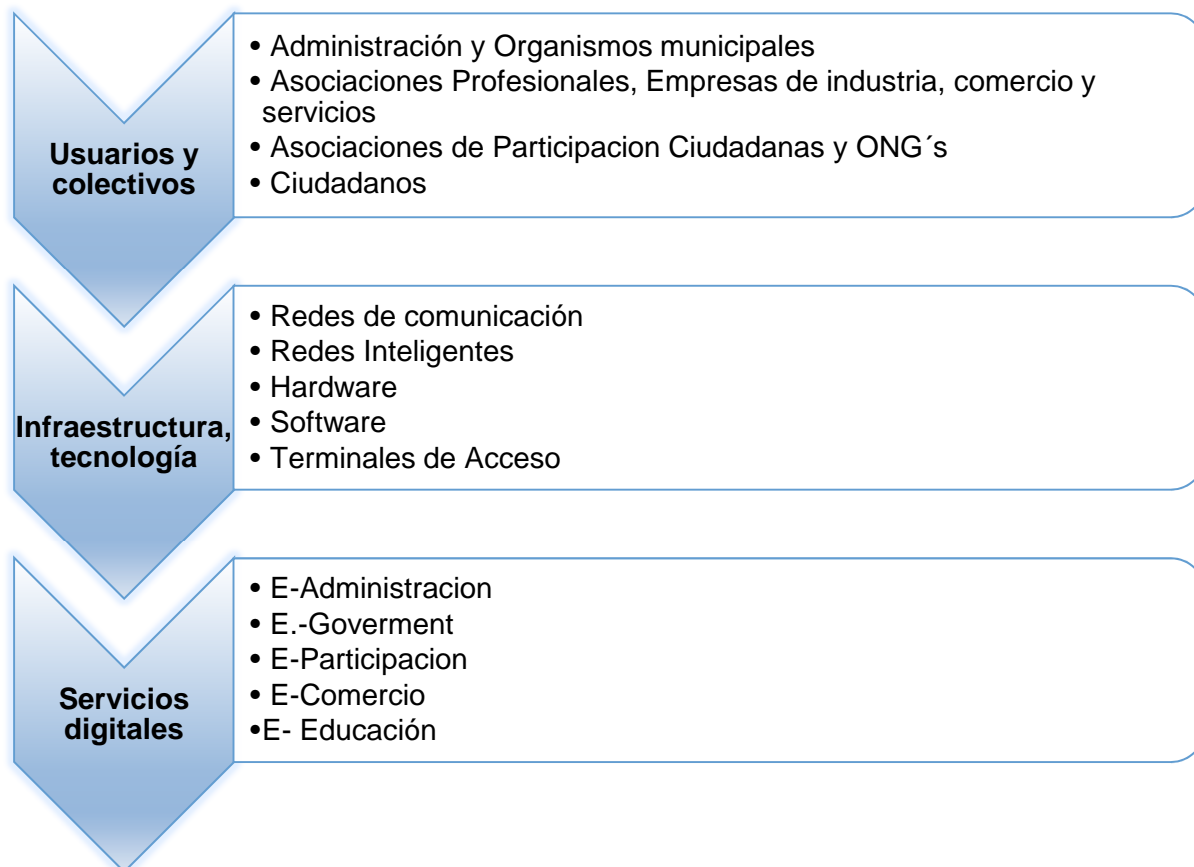 Usuarios y
colectivos
• Administración y Organismos municipales
• Asociaciones Profesionales, Empresas de industria, comercio y
servicios
• Asociaciones de Participacion Ciudadanas y ONG´s
• Ciudadanos
Infraestructura,
tecnología
• Redes de comunicación
• Redes Inteligentes
• Hardware
• Software
• Terminales de Acceso
Servicios
digitales
• E-Administracion
• E.-Goverment
• E-Participacion
• E-Comercio
•E- Educación